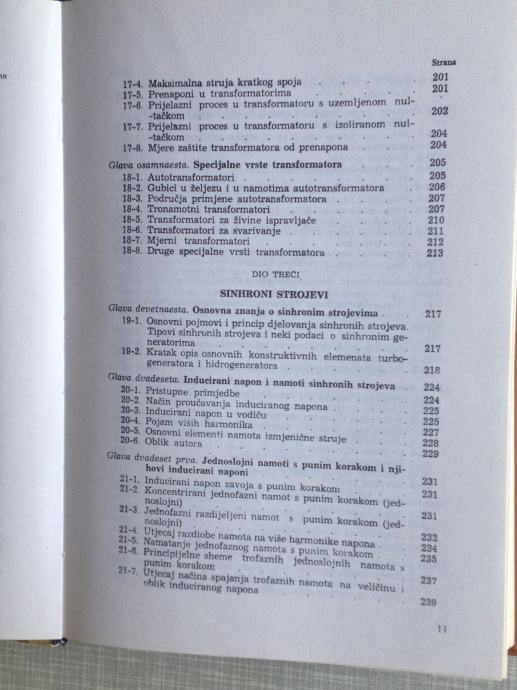 Strana
17-4. Maksimalna struja kratkog spoja . . . . . 201
17-5. Prenaponi u transformatorima . . . . . 201
17-6. Prijelazni proces u transformatoru s uzemljenom nul-
-tačkom . . . . . 202
17-7. Prijelazni proces u transformatoru s izoliranom nul-
-tačkom . . . . . 204
17-8. Mjere zaštite transformatora od prenapona . . . 204
Glava osamnaesta. Specijalne vrste transformatora . . . 205
18-1. Autotransformatori . . . . . 205
18-2. Gubici u željezu i u namotima autotransformatora . 206
18-3. Područja primjene autotransformatora . . . . 207
18-4. Tronamotni transformatori . . . . . 207
18-5. Transformatori za živine ispravljače . . . . 210
18-6. Transformatori za svarivanje . . . . . 211
18-7. Mjerni transformatori . . . . . 212
18-8. Druge specijalne vrsti transformatora . . . . 213
DIO TREĆI
SINHRONI STROJEVI
Glava devetnaesta. Osnovna znanja o sinhronim strojevima . . 217
19-1. Osnovni pojmovi i princip djelovanja sinhronih strojeva.
Tipovi sinhronih strojeva i neki podaci o sinhronim ge-
neratorima . . . . . 217
19-2. Kratak opis osnovnih konstruktivnih elemenata turbo-
generatora i hidrogeneratora . . . . . 218
Glava dvadeseta. Inducirani napon i namoti sinhronih strojeva . 224
20-1. Pristupne primjedbe . . . . . 224
20-2. Način proučavanja induciranog napona . . . . 225
20-3. Inducirani napon u vodiču . . . . . 225
20-4. Pojam viših harmonika . . . . . 227
20-5. Osnovni elementi namota izmjenične struje . . . 228
20-6. Oblik autora . . . . . 229
Glava dvadeset prva. Jednoslojni namoti s punim korakom i nji-
hovi inducirani naponi . . . . . 231
21-1. Inducirani napon zavoja s punim korakom . . . 231
21-2. Koncentrirani jednofazni namot s punim korakom (jed-
noslojni) . . . . . 231
21-3. Jednofazni razdijeljeni namot s punim korakom (jed-
noslojni) . . . . . 232
21-4. Utjecaj razdiobe namota na više harmonike napona . 234
21-5. Namatanje jednofaznog namota s punim korakom . 235
21-6. Principijelne sheme trofaznih jednoslojnih namota s
punim korakom . . . . . 237
21-7. Utjecaj načina spajanja trofaznih namota na veličinu i
oblik induciranog napona . . . . . 239
11